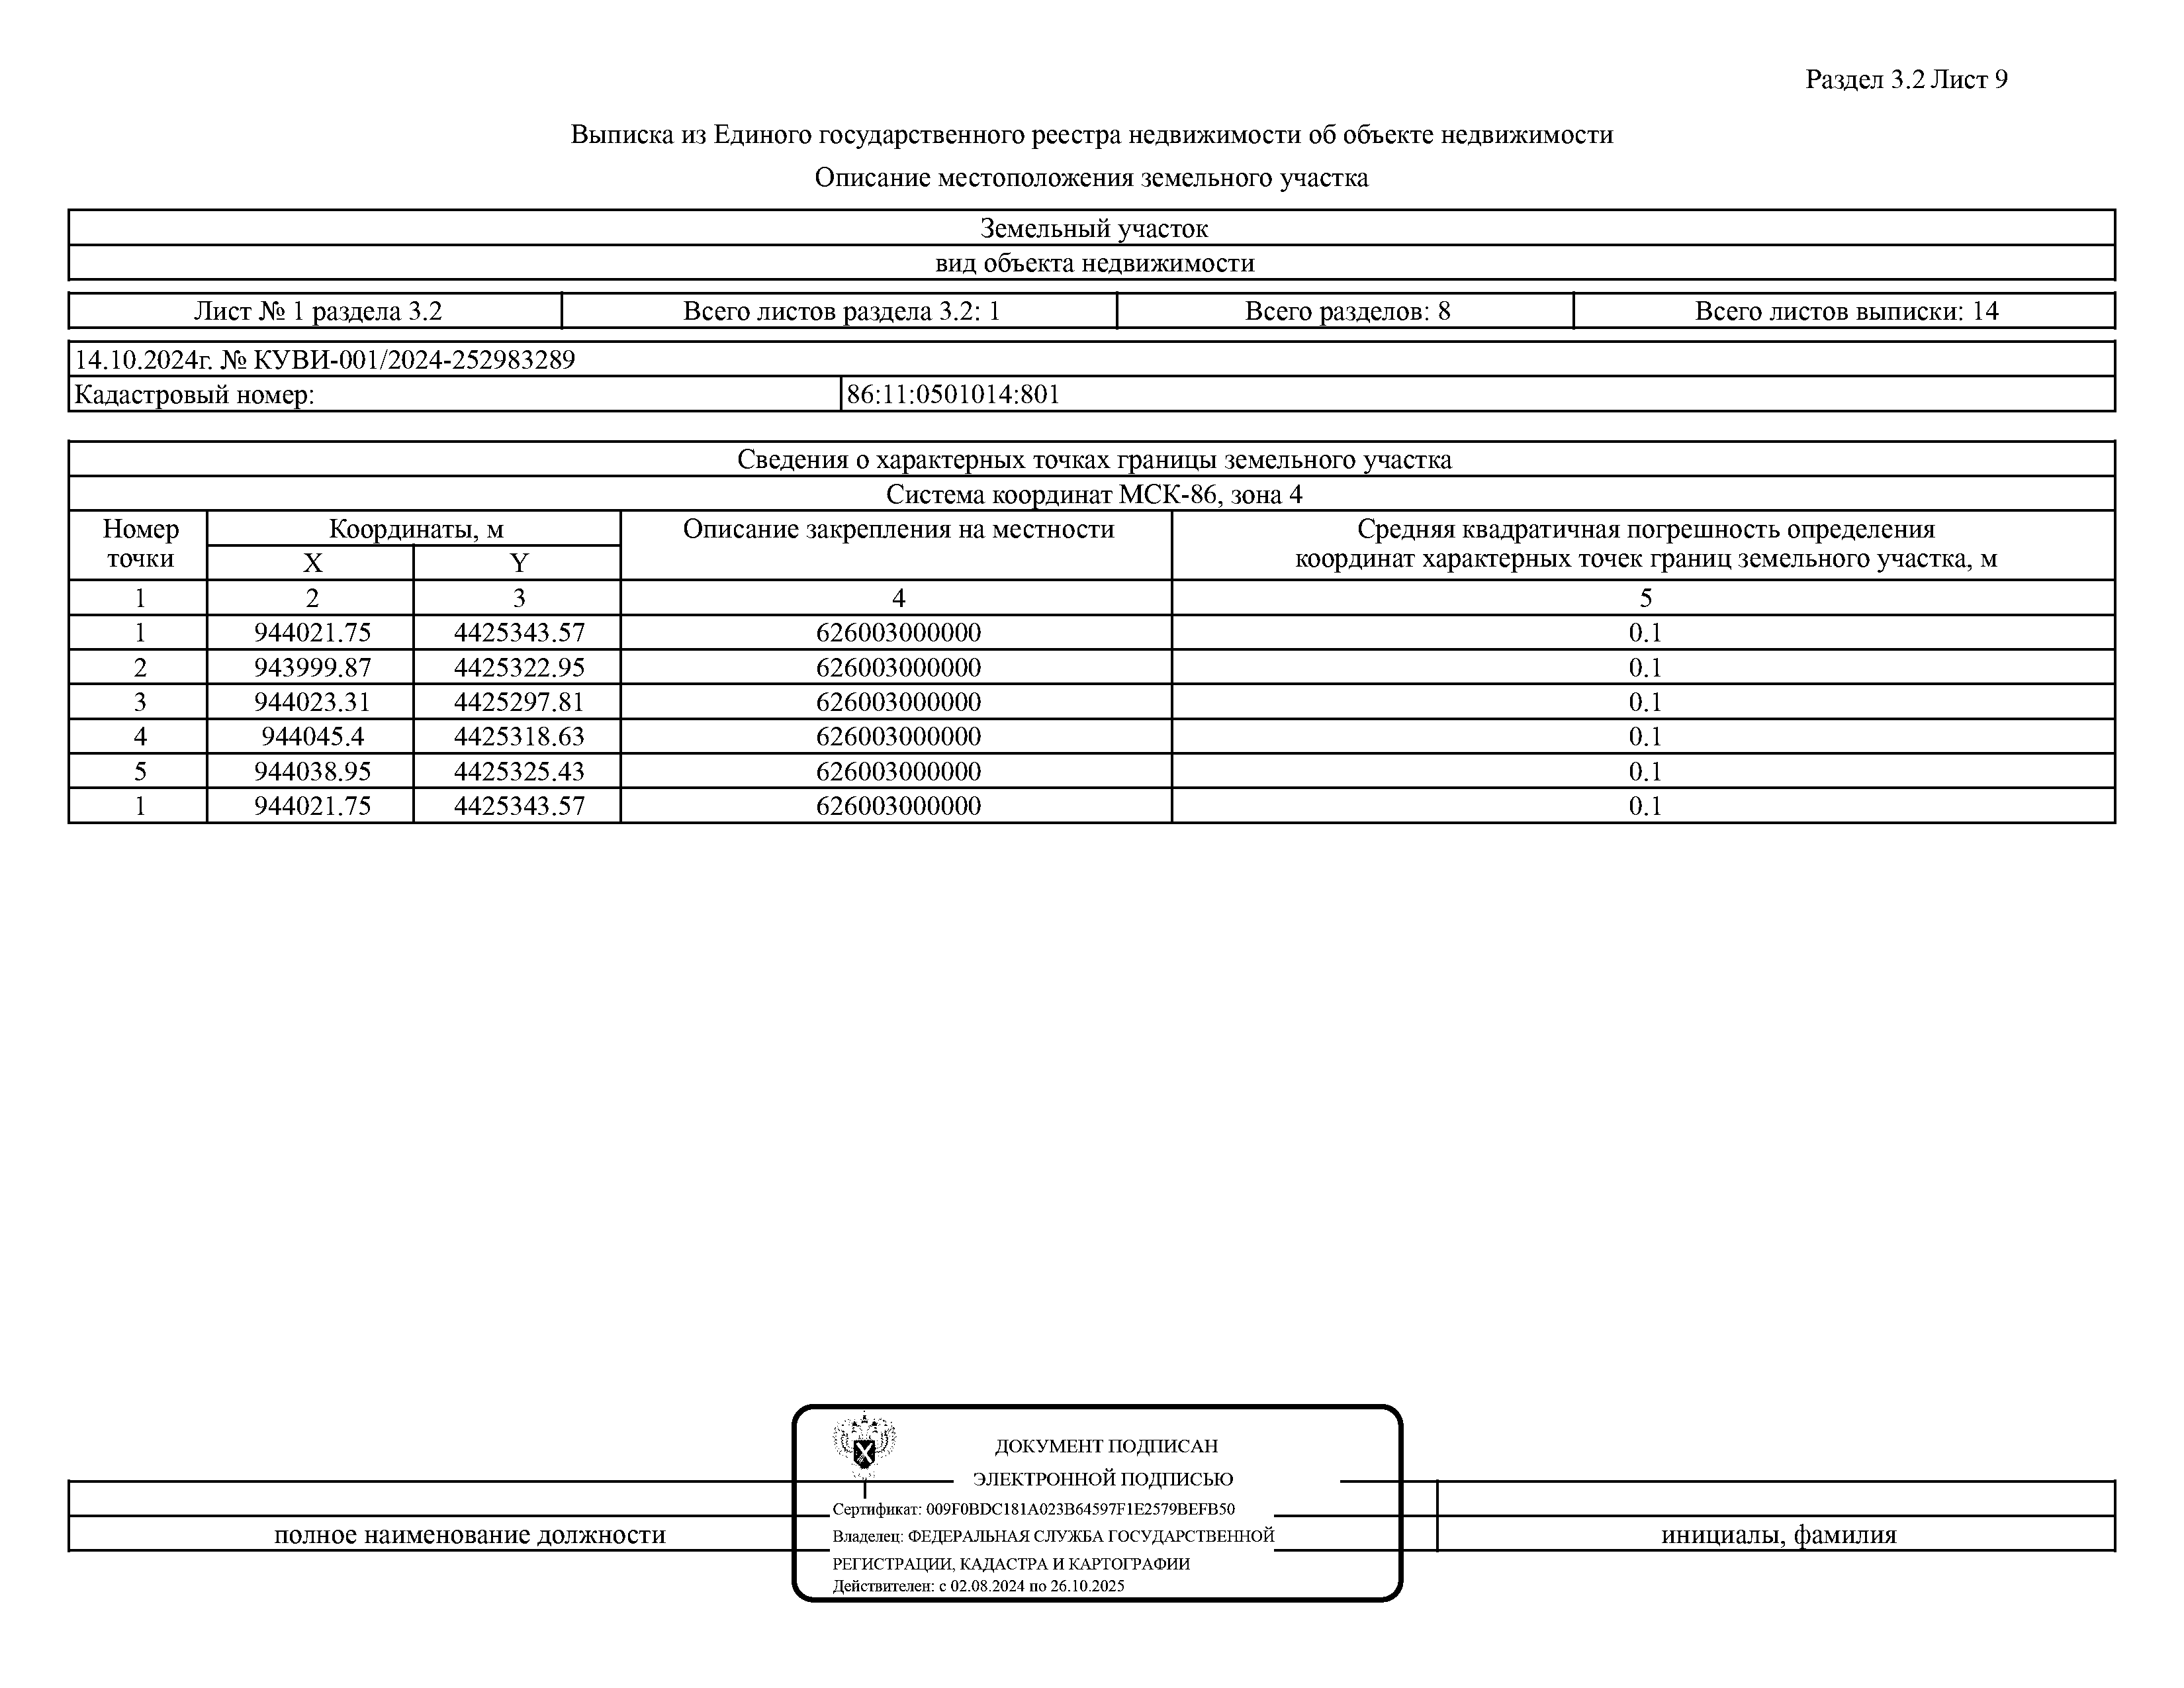 Раздел 3.2 Лист 9
Выписка из Единого государственного реестра недвижимости об объекте недвижимости
Описание местоположения земельного участка
Земельный участок
вид объекта недвижимости
Лист № 1 раздела 3.2 Всего листов раздела 3.2: 1 Всего разделов: 8 Всего листов выписки: 14
14.10.2024г. № КУВИ-001/2024-252983289
Кадастровый номер: 86:11:0501014:801
Сведения о характерных точках границы земельного участка
Система координат МСК-86, зона 4
Номер точки Координаты, м Описание закрепления на местности Средняя квадратичная погрешность определения координат характерных точек границ земельного участка, м
X Y
1 2 3 4 5
1 944021.75 4425343.57 626003000000 0.1
2 943999.87 4425322.95 626003000000 0.1
3 944023.31 4425297.81 626003000000 0.1
4 944045.4 4425318.63 626003000000 0.1
5 944038.95 4425325.43 626003000000 0.1
1 944021.75 4425343.57 626003000000 0.1
ДОКУМЕНТ ПОДПИСАН
ЭЛЕКТРОННОЙ ПОДПИСЬЮ
Сертификат: 009F0BDC181A023B64597F1E2579BEFB50
Владелец: ФЕДЕРАЛЬНАЯ СЛУЖБА ГОСУДАРСТВЕННОЙ
РЕГИСТРАЦИИ, КАДАСТРА И КАРТОГРАФИИ
Действителен: с 02.08.2024 по 26.10.2025
полное наименование должности
инициалы, фамилия